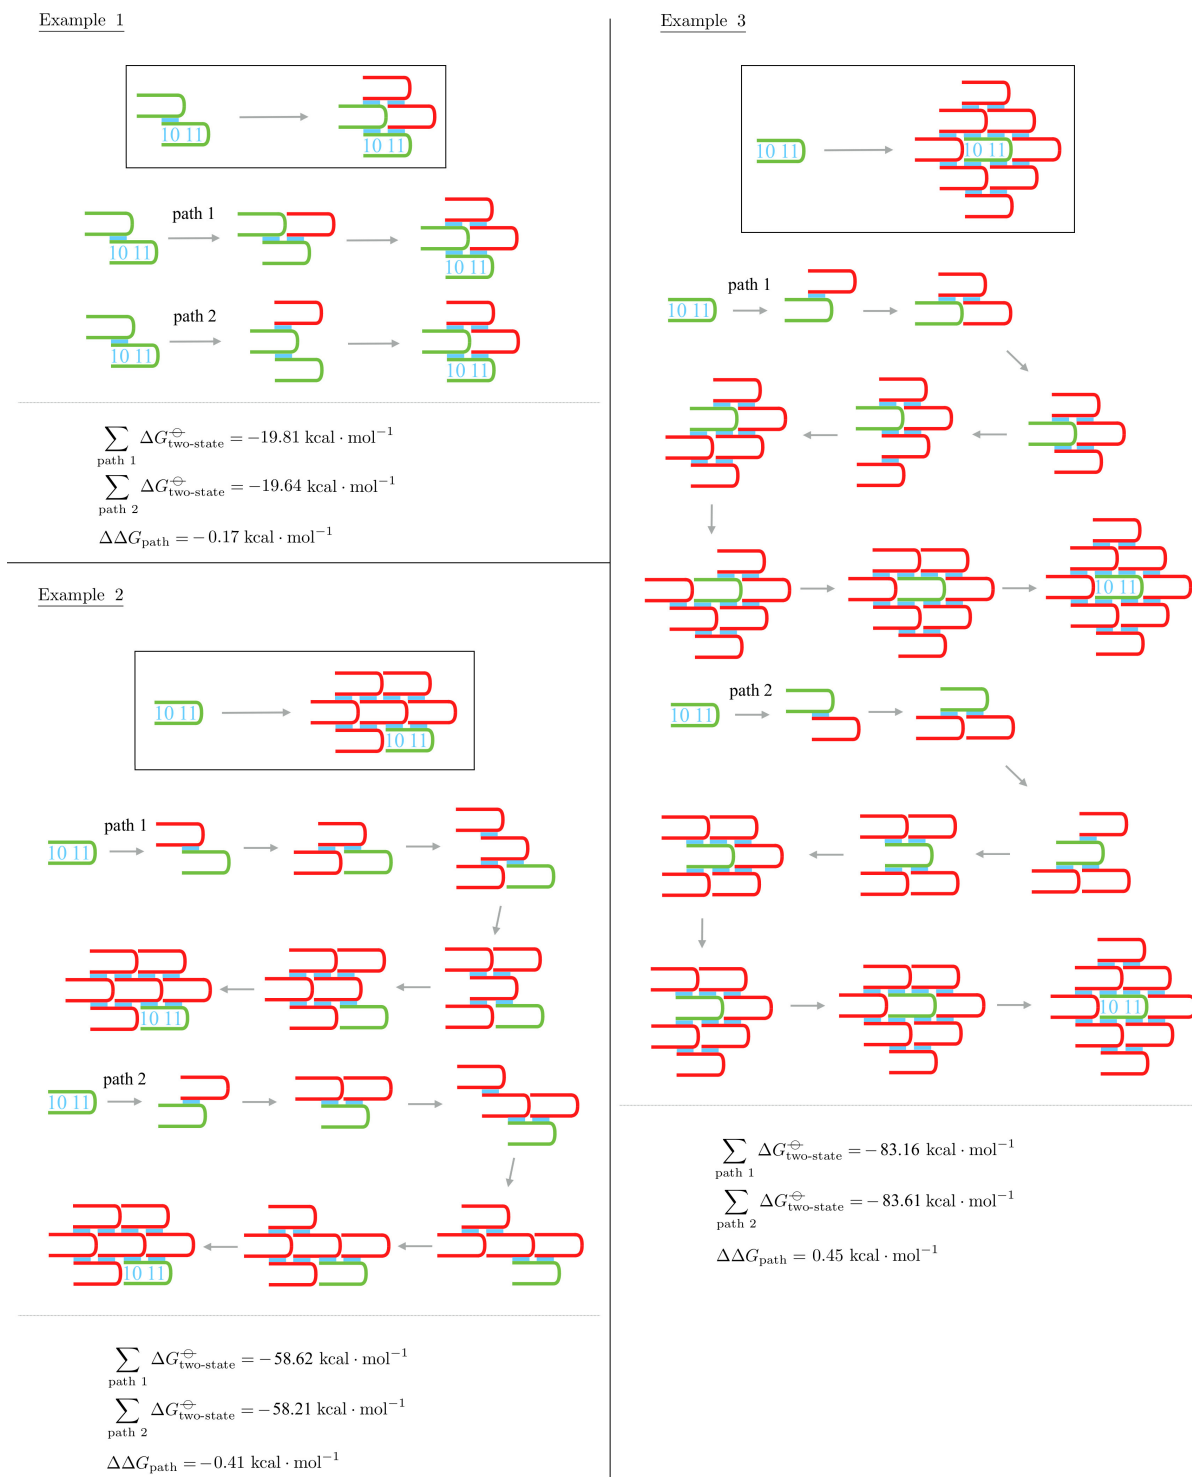 Example 1
10 11
10 11
path 1
10 11
10 11
path 2
10 11
10 11
∑ path 1 ΔG⦵two-state = −19.81 kcal · mol−1
∑ path 2 ΔG⦵two-state = −19.64 kcal · mol−1
ΔΔGpath = −0.17 kcal · mol−1
Example 2
10 11
10 11
path 1
10 11
10 11
path 2
10 11
10 11
∑ path 1 ΔG⦵two-state = −58.62 kcal · mol−1
∑ path 2 ΔG⦵two-state = −58.21 kcal · mol−1
ΔΔGpath = −0.41 kcal · mol−1
Example 3
10 11
10 11
path 1
10 11
10 11
path 2
10 11
10 11
∑ path 1 ΔG⦵two-state = −83.16 kcal · mol−1
∑ path 2 ΔG⦵two-state = −83.61 kcal · mol−1
ΔΔGpath = 0.45 kcal · mol−1